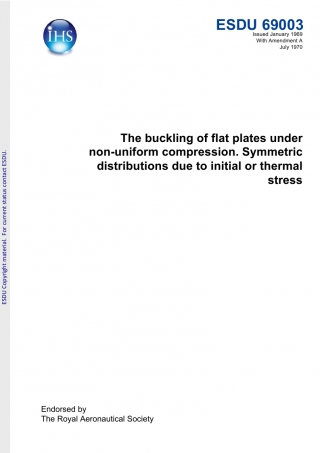 IHS
ESDU 69003
Issued January 1969
With Amendment A
July 1970
The buckling of flat plates under
non-uniform compression. Symmetric
distributions due to initial or thermal
stress
ESDU Copyright material. For current status contact ESDU.
Endorsed by
The Royal Aeronautical Society